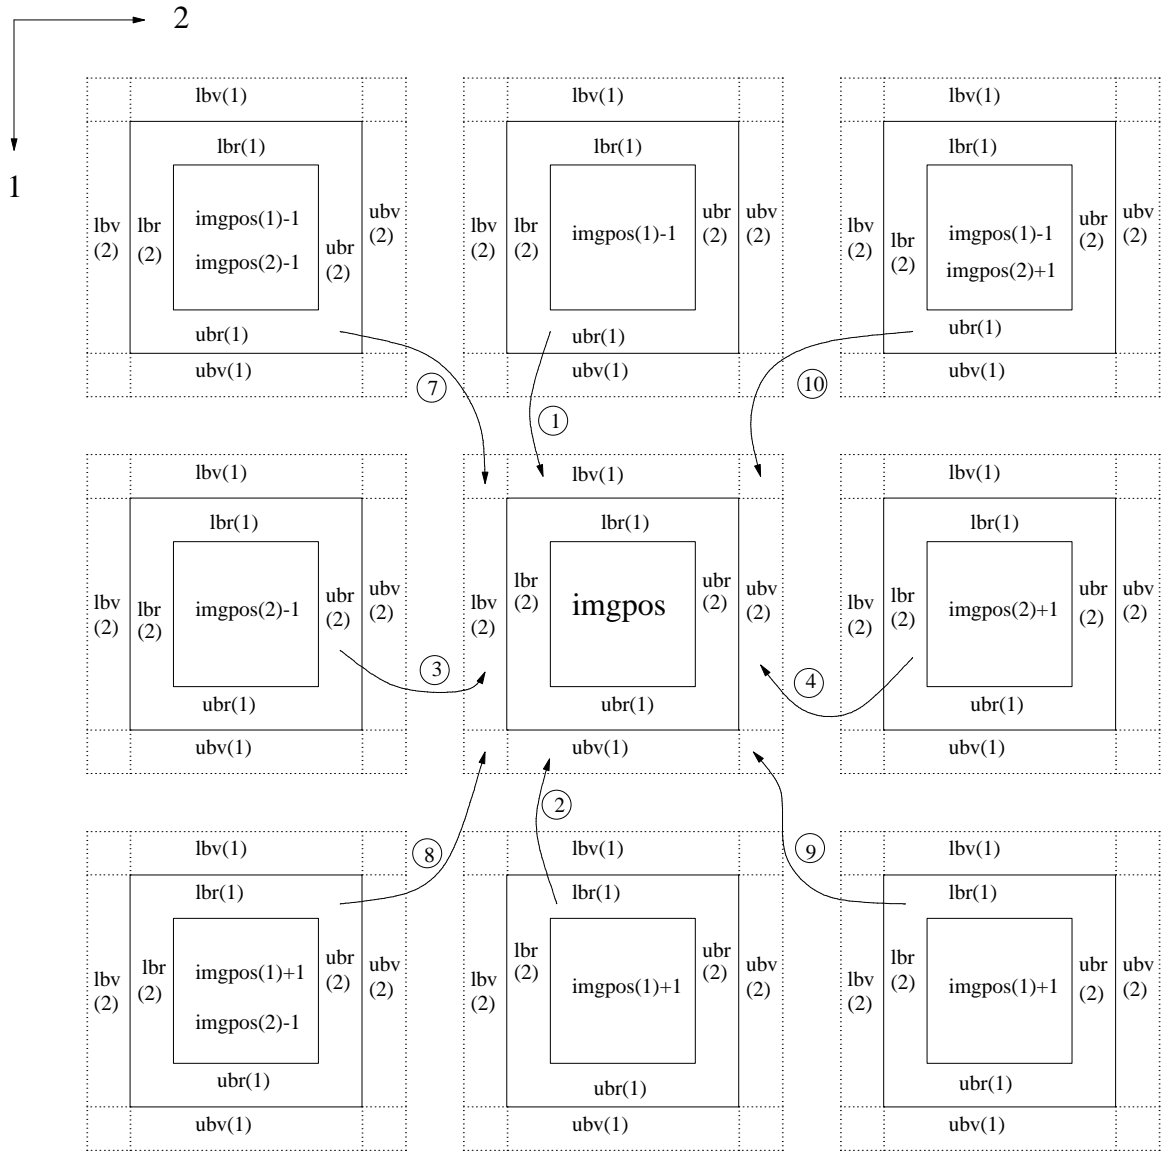 2
1
lbv(1) lbv(1) lbv(1)
lbr(1) lbr(1) lbr(1)
lbv
(2)
lbr
(2)
imgpos(1)-1
imgpos(2)-1
ubr
(2)
ubv
(2)
lbv
(2)
lbr
(2)
imgpos(1)-1
ubr
(2)
ubv
(2)
lbv
(2)
lbr
(2)
imgpos(1)-1
imgpos(2)+1
ubr
(2)
ubv
(2)
ubr(1) ubr(1) ubr(1)
ubv(1) ubv(1) ubv(1)
7 1 10
lbv(1) lbv(1) lbv(1)
lbr(1) lbr(1) lbr(1)
lbv
(2)
lbr
(2)
imgpos(2)-1
ubr
(2)
ubv
(2)
lbv
(2)
lbr
(2)
imgpos
ubr
(2)
ubv
(2)
lbv
(2)
lbr
(2)
imgpos(2)+1
ubr
(2)
ubv
(2)
3 4
ubr(1) ubr(1) ubr(1)
ubv(1) ubv(1) ubv(1)
8 2 9
lbv(1) lbv(1) lbv(1)
lbr(1) lbr(1) lbr(1)
lbv
(2)
lbr
(2)
imgpos(1)+1
imgpos(2)-1
ubr
(2)
ubv
(2)
lbv
(2)
lbr
(2)
imgpos(1)+1
ubr
(2)
ubv
(2)
lbv
(2)
lbr
(2)
imgpos(1)+1
ubr
(2)
ubv
(2)
ubr(1) ubr(1) ubr(1)
ubv(1) ubv(1) ubv(1)